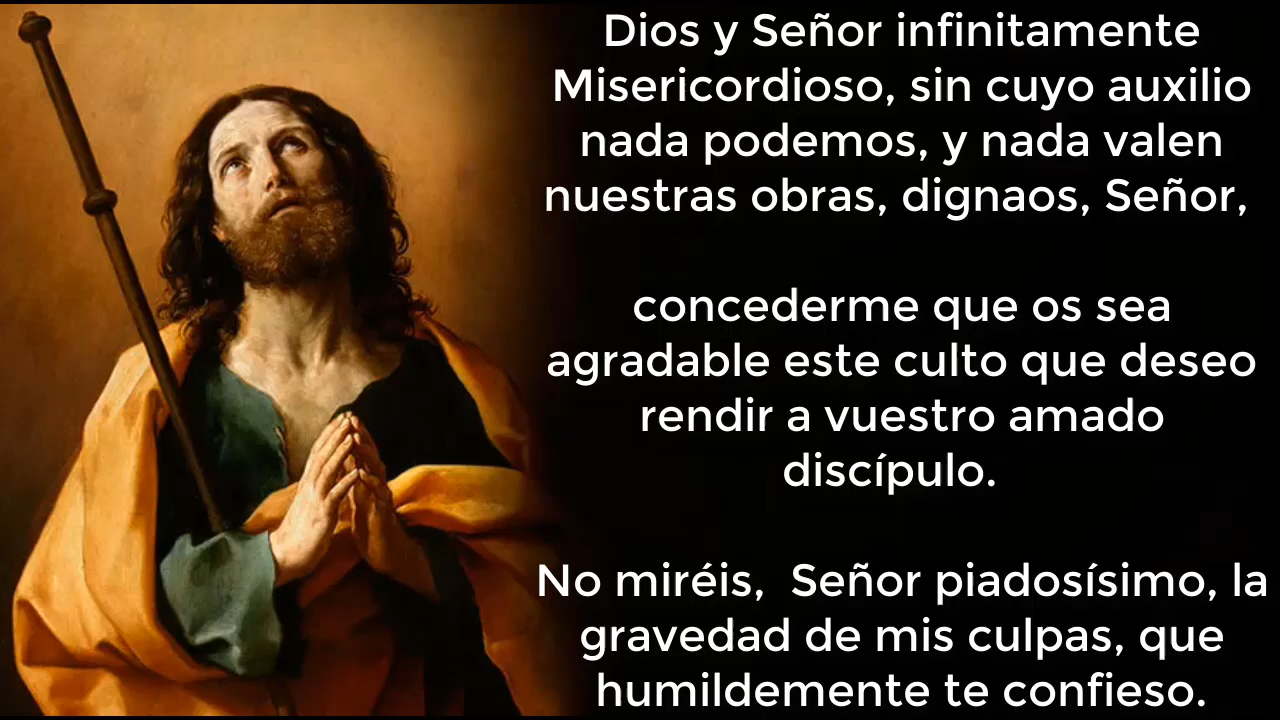 Dios y Señor infinitamente
Misericordioso, sin cuyo auxilio
nada podemos, y nada valen
nuestras obras, dignaos, Señor,
concederme que os sea
agradable este culto que deseo
rendir a vuestro amado
discípulo.
No miréis,  Señor piadosísimo, la
gravedad de mis culpas, que
humildemente te confieso.